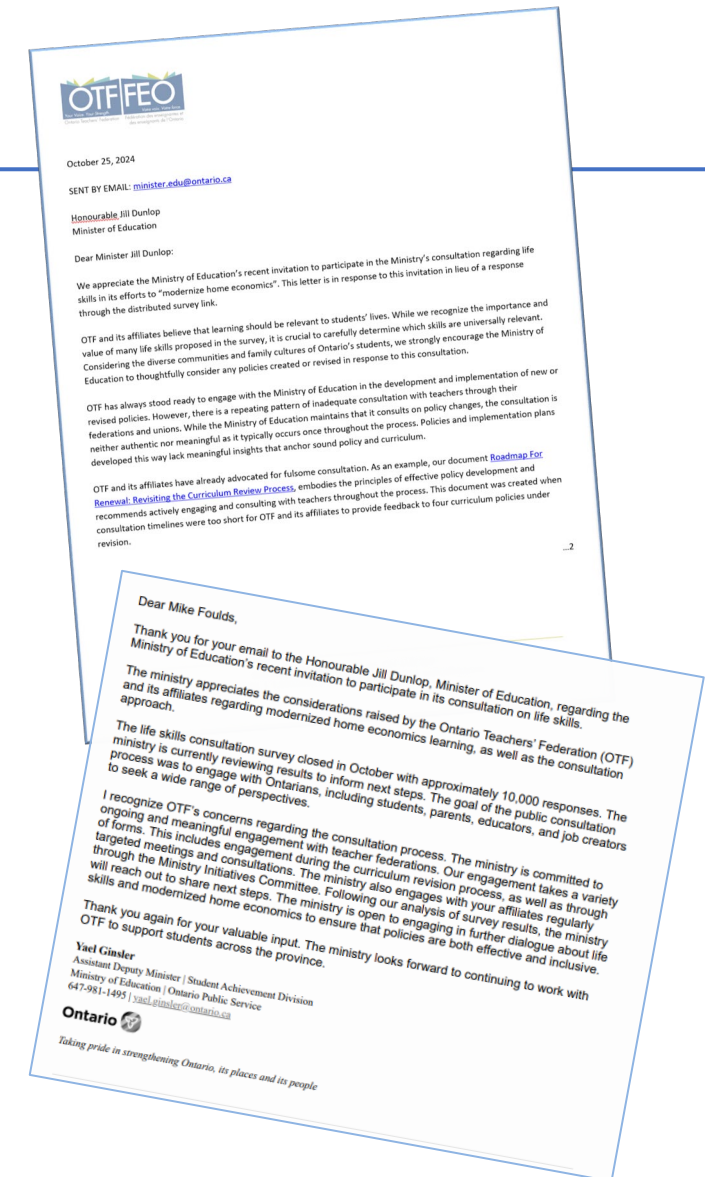 OTF FEO
October 25, 2024
SENT BY EMAIL: minister.edu@ontario.ca
Honourable Jill Dunlop
Minister of Education
Dear Minister Jill Dunlop:
We appreciate the Ministry of Education's recent invitation to participate in the Ministry's consultation regarding life
skills in its efforts to "modernize home economics". This letter is in response to this invitation in lieu of a response
through the distributed survey link.
OTF and its affiliates believe that learning should be relevant to students' lives. While we recognize the importance and
value of many life skills proposed in the survey, it is crucial to carefully determine which skills are universally relevant.
Considering the diverse communities and family cultures of Ontario's students, we strongly encourage the Ministry of
Education to thoughtfully consider any policies created or revised in response to this consultation.
OTF has always stood ready to engage with the Ministry of Education in the development and implementation of new or
revised policies. However, there is a repeating pattern of inadequate consultation with teachers through their
federations and unions. While the Ministry of Education maintains that it consults on policy changes, the consultation is
neither authentic nor meaningful as it typically occurs once throughout the process. Policies and implementation plans
developed this way lack meaningful insights that anchor sound policy and curriculum.
OTF and its affiliates have already advocated for fulsome consultation. As an example, our document Roadmap For
Renewal: Revisiting the Curriculum Review Process, embodies the principles of effective policy development and
recommends actively engaging and consulting with teachers throughout the process. This document was created when
consultation timelines were too short for OTF and its affiliates to provide feedback to four curriculum policies under
revision.
...2
Dear Mike Foulds,
Thank you for your email to the Honourable Jill Dunlop, Minister of Education, regarding the
Ministry of Education's recent invitation to participate in its consultation on life skills.
The ministry appreciates the considerations raised by the Ontario Teachers' Federation (OTF)
and its affiliates regarding modernized home economics learning, as well as the consultation
approach.
The life skills consultation survey closed in October with approximately 10,000 responses. The
ministry is currently reviewing results to inform next steps. The goal of the public consultation
process was to engage with Ontarians, including students, parents, educators, and job creators
to seek a wide range of perspectives.
I recognize OTF's concerns regarding the consultation process. The ministry is committed to
ongoing and meaningful engagement with teacher federations. Our engagement takes a variety
of forms. This includes engagement during the curriculum revision process, as well as through
targeted meetings and consultations. The ministry also engages with your affiliates regularly
through the Ministry Initiatives Committee. Following our analysis of survey results, the ministry
will reach out to share next steps. The ministry is open to engaging in further dialogue about life
skills and modernized home economics to ensure that policies are both effective and inclusive.
Thank you again for your valuable input. The ministry looks forward to continuing to work with
OTF to support students across the province.
Yael Ginsler
Assistant Deputy Minister | Student Achievement Division
Ministry of Education | Ontario Public Service
647-981-1495 | yael.ginsler@ontario.ca
Ontario
Taking pride in strengthening Ontario, its places and its people